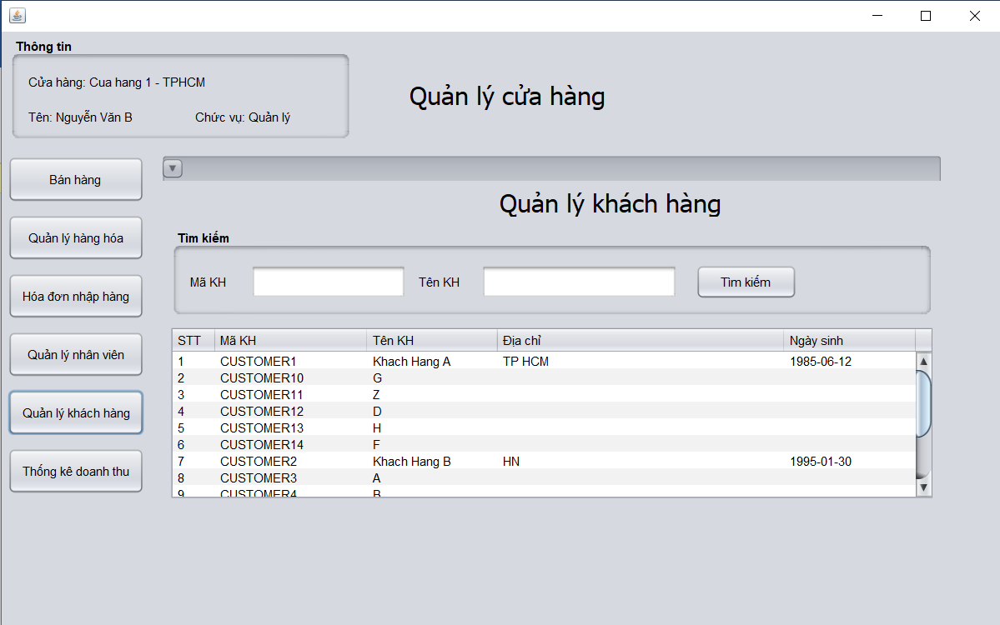 Thông tin
Cửa hàng: Cua hang 1 - TPHCM
Tên: Nguyễn Văn B Chức vụ: Quản lý
Quản lý cửa hàng
Bán hàng
Quản lý hàng hóa
Hóa đơn nhập hàng
Quản lý nhân viên
Quản lý khách hàng
Thống kê doanh thu
Quản lý khách hàng
Tìm kiếm
Mã KH Tên KH Tìm kiếm
STT Mã KH Tên KH Địa chỉ Ngày sinh
1 CUSTOMER1 Khach Hang A TP HCM 1985-06-12
2 CUSTOMER10 G
3 CUSTOMER11 Z
4 CUSTOMER12 D
5 CUSTOMER13 H
6 CUSTOMER14 F
7 CUSTOMER2 Khach Hang B HN 1995-01-30
8 CUSTOMER3 A
9 CUSTOMER4 B